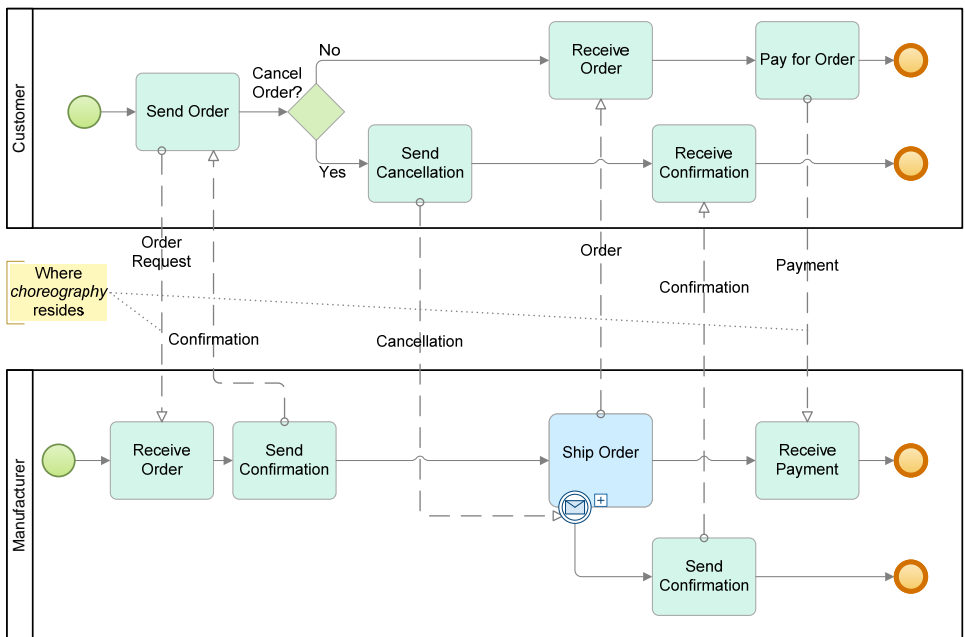 Customer
Send Order
Cancel
Order?
No
Yes
Receive
Order
Pay for Order
Send
Cancellation
Receive
Confirmation
Order
Request
Order
Payment
Where
choreography
resides
Confirmation
Confirmation
Cancellation
Manufacturer
Receive
Order
Send
Confirmation
Ship Order
Receive
Payment
Send
Confirmation